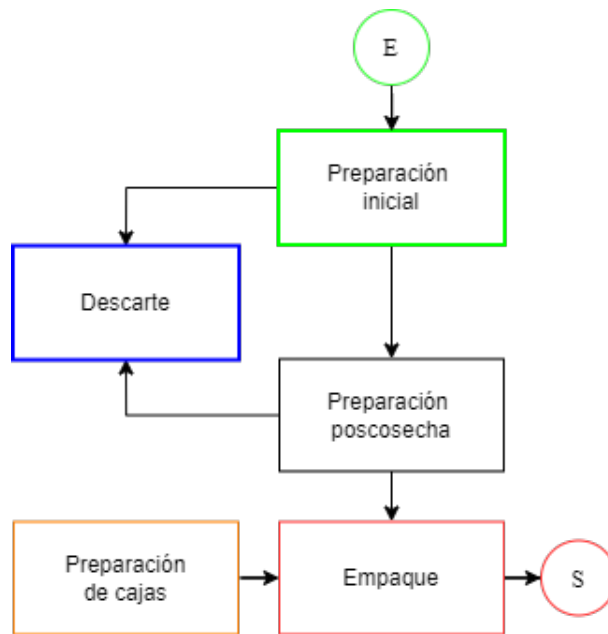 E
Preparación
inicial
Descarte
Preparación
poscosecha
Preparación
de cajas
Empaque
S